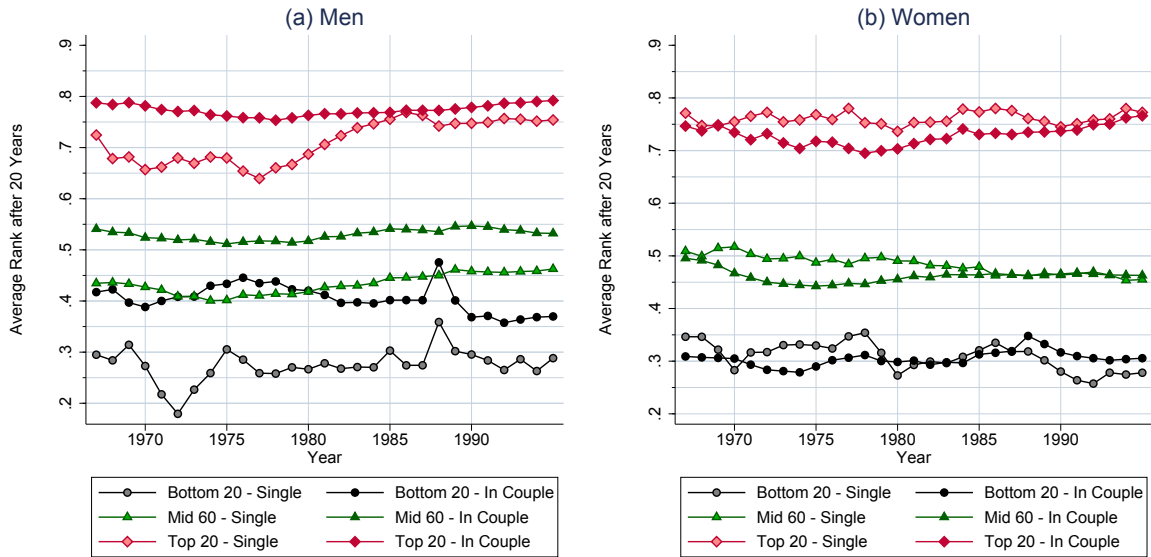 (a) Men
Average Rank after 20 Years
.9
.8
.7
.6
.5
.4
.3
.2
1970 1975 1980 1985 1990
Year
Bottom 20 - Single Bottom 20 - In Couple
Mid 60 - Single Mid 60 - In Couple
Top 20 - Single Top 20 - In Couple
(b) Women
Average Rank after 20 Years
.9
.8
.7
.6
.5
.4
.3
.2
1970 1975 1980 1985 1990
Year
Bottom 20 - Single Bottom 20 - In Couple
Mid 60 - Single Mid 60 - In Couple
Top 20 - Single Top 20 - In Couple